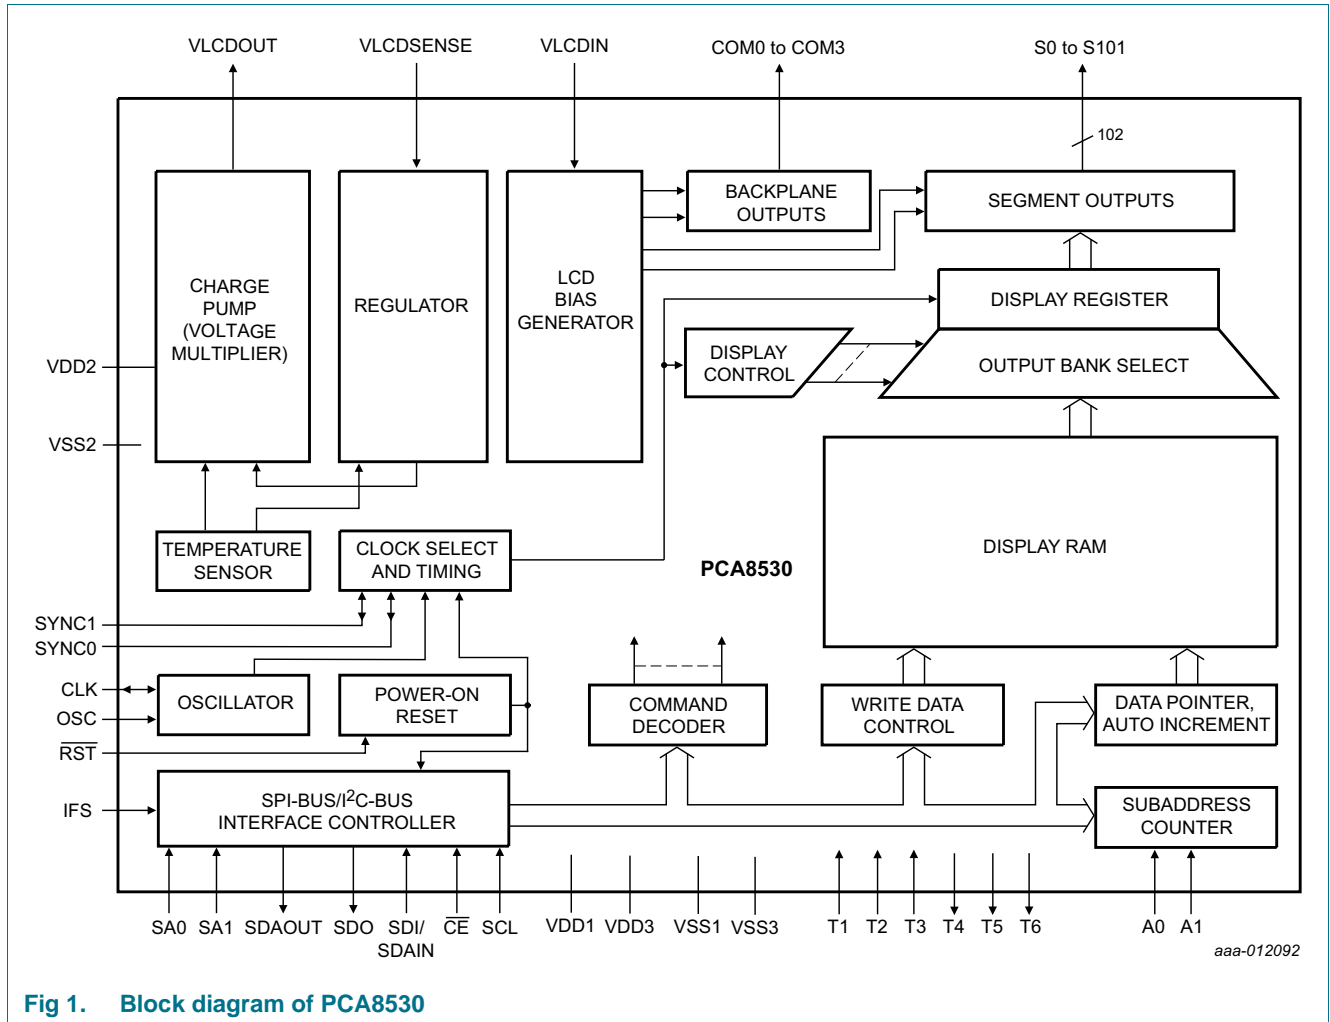 VLCDOUT
VLCDSENSE
VLCDIN
COM0 to COM3
S0 to S101
102
BACKPLANE
OUTPUTS
SEGMENT OUTPUTS
CHARGE
PUMP
(VOLTAGE
MULTIPLIER)
REGULATOR
LCD
BIAS
GENERATOR
DISPLAY REGISTER
DISPLAY
CONTROL
OUTPUT BANK SELECT
VDD2
VSS2
TEMPERATURE
SENSOR
CLOCK SELECT
AND TIMING
PCA8530
DISPLAY RAM
SYNC1
SYNC0
CLK
OSC
RST
OSCILLATOR
POWER-ON
RESET
COMMAND
DECODER
WRITE DATA
CONTROL
DATA POINTER,
AUTO INCREMENT
IFS
SPI-BUS/I²C-BUS
INTERFACE CONTROLLER
SUBADDRESS
COUNTER
SA0
SA1
SDAOUT
SDO
SDI/
SDAIN
CE
SCL
VDD1
VDD3
VSS1
VSS3
T1
T2
T3
T4
T5
T6
A0
A1
aaa-012092
Fig 1. Block diagram of PCA8530